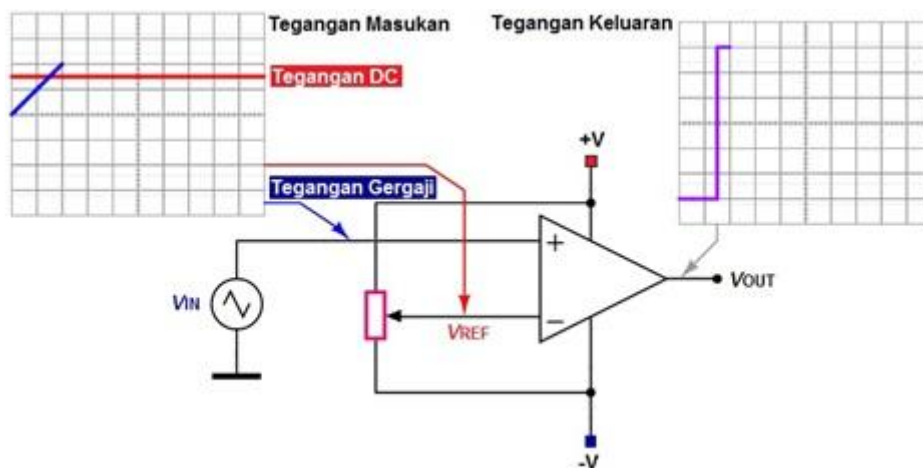 Tegangan Masukan
Tegangan Keluaran
Tegangan DC
+V
Tegangan Gergaji
+
VIN
VREF
−
VOUT
-V